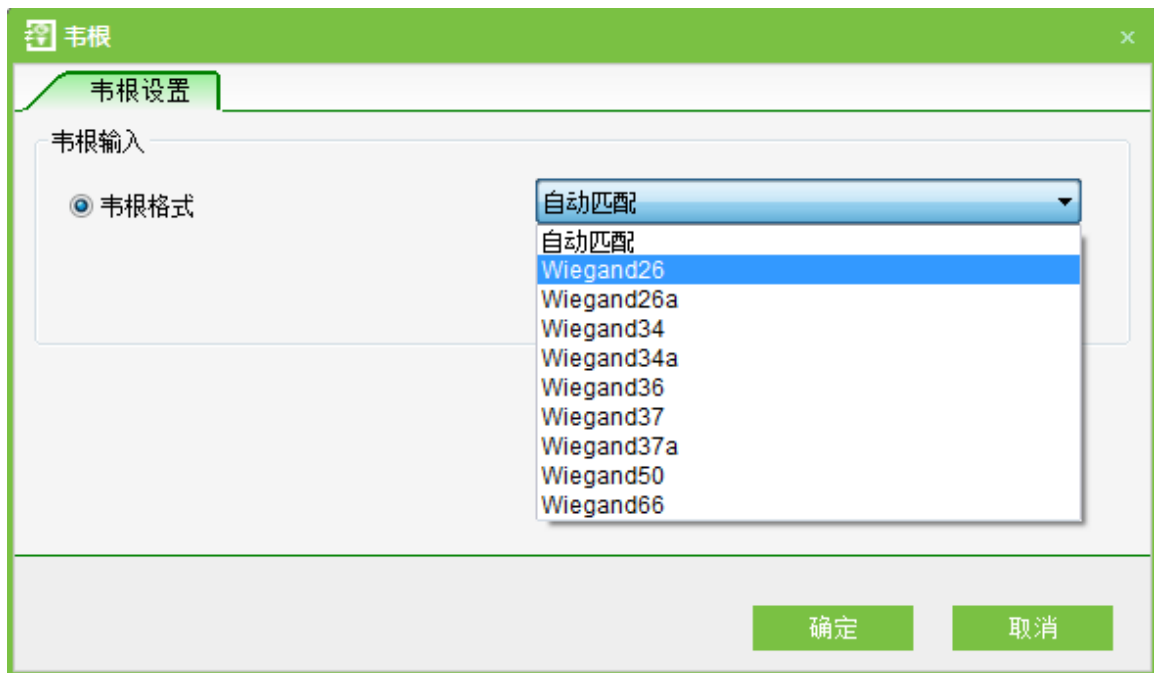 韦根
×
韦根设置
韦根输入
韦根格式
自动匹配
自动匹配
Wiegand26
Wiegand26a
Wiegand34
Wiegand34a
Wiegand36
Wiegand37
Wiegand37a
Wiegand50
Wiegand66
确定 取消